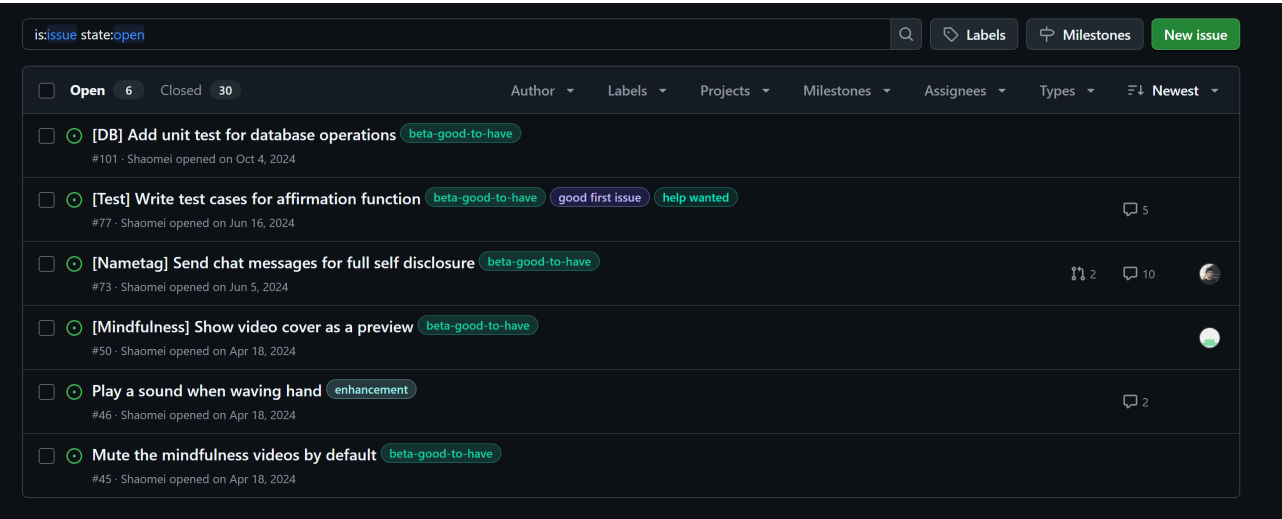 is:issue state:open
Labels
Milestones
New issue
Open 6 Closed 30 Author Labels Projects Milestones Assignees Types Newest
[DB] Add unit test for database operations beta-good-to-have
#101 · Shaomei opened on Oct 4, 2024
[Test] Write test cases for affirmation function beta-good-to-have good first issue help wanted
#77 · Shaomei opened on Jun 16, 2024
5
[Nametag] Send chat messages for full self disclosure beta-good-to-have
#73 · Shaomei opened on Jun 5, 2024
2 10
[Mindfulness] Show video cover as a preview beta-good-to-have
#50 · Shaomei opened on Apr 18, 2024
Play a sound when waving hand enhancement
#46 · Shaomei opened on Apr 18, 2024
2
Mute the mindfulness videos by default beta-good-to-have
#45 · Shaomei opened on Apr 18, 2024